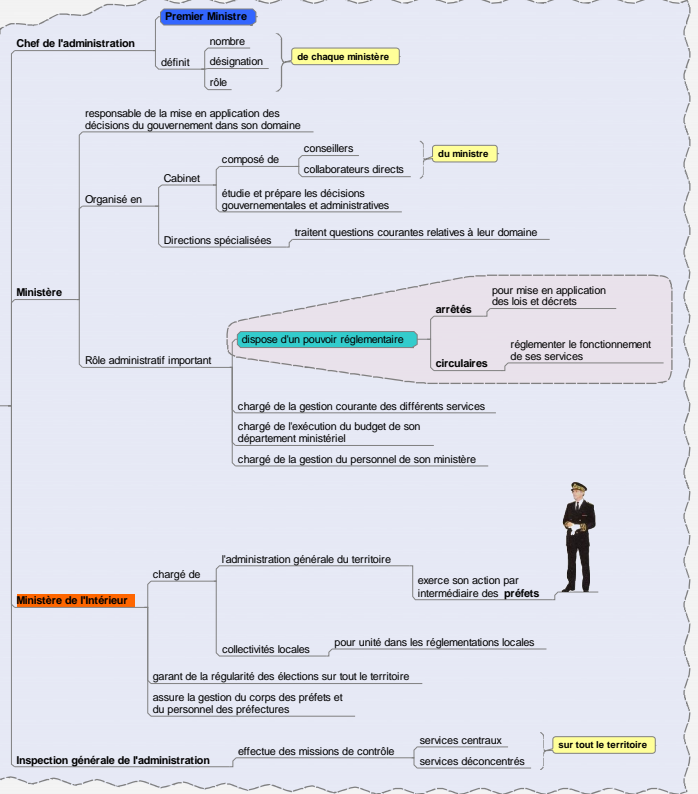 Premier Ministre
Chef de l'administration
nombre
définit
désignation
rôle
de chaque ministère
responsable de la mise en application des
décisions du gouvernement dans son domaine
Ministère
Organisé en
Cabinet
composé de
conseillers
collaborateurs directs
du ministre
étudie et prépare les décisions
gouvernementales et administratives
Directions spécialisées
traitent questions courantes relatives à leur domaine
Rôle administratif important
dispose d'un pouvoir réglementaire
arrêtés
pour mise en application
des lois et décrets
circulaires
réglementer le fonctionnement
de ses services
chargé de la gestion courante des différents services
chargé de l'exécution du budget de son
département ministériel
chargé de la gestion du personnel de son ministère
Ministère de l'Intérieur
chargé de
l'administration générale du territoire
exerce son action par
intermédiaire des préfets
collectivités locales
pour unité dans les réglementations locales
garant de la régularité des élections sur tout le territoire
assure la gestion du corps des préfets et
du personnel des préfectures
Inspection générale de l'administration
effectue des missions de contrôle
services centraux
services déconcentrés
sur tout le territoire